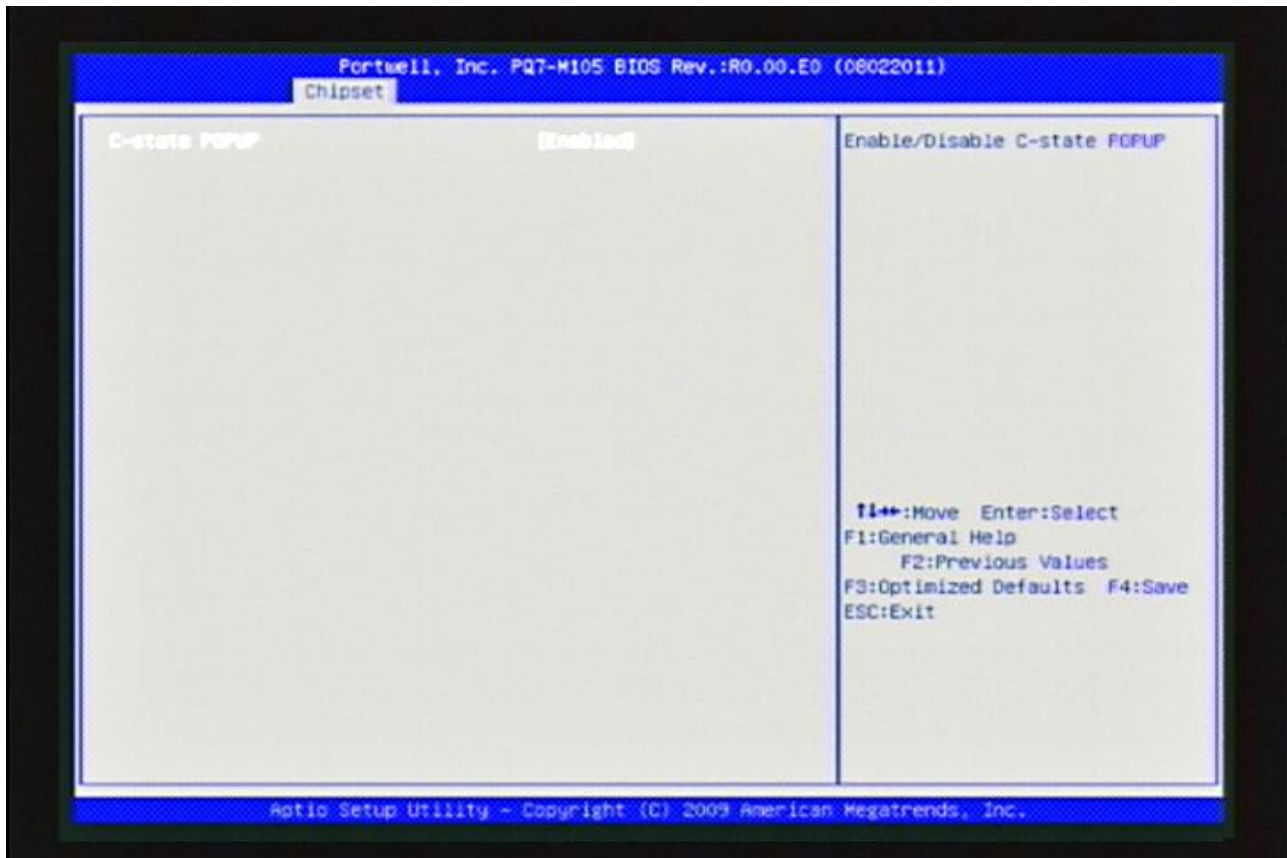 Portwell, Inc. PQ7-M105 BIOS Rev.:R0.00.E0 (08022011)
Chipset
C-state POPUP [Enabled]
Enable/Disable C-state POPUP
↑↓→←:Move Enter:Select
F1:General Help
F2:Previous Values
F3:Optimized Defaults F4:Save
ESC:Exit
Aptio Setup Utility - Copyright (C) 2009 American Megatrends, Inc.